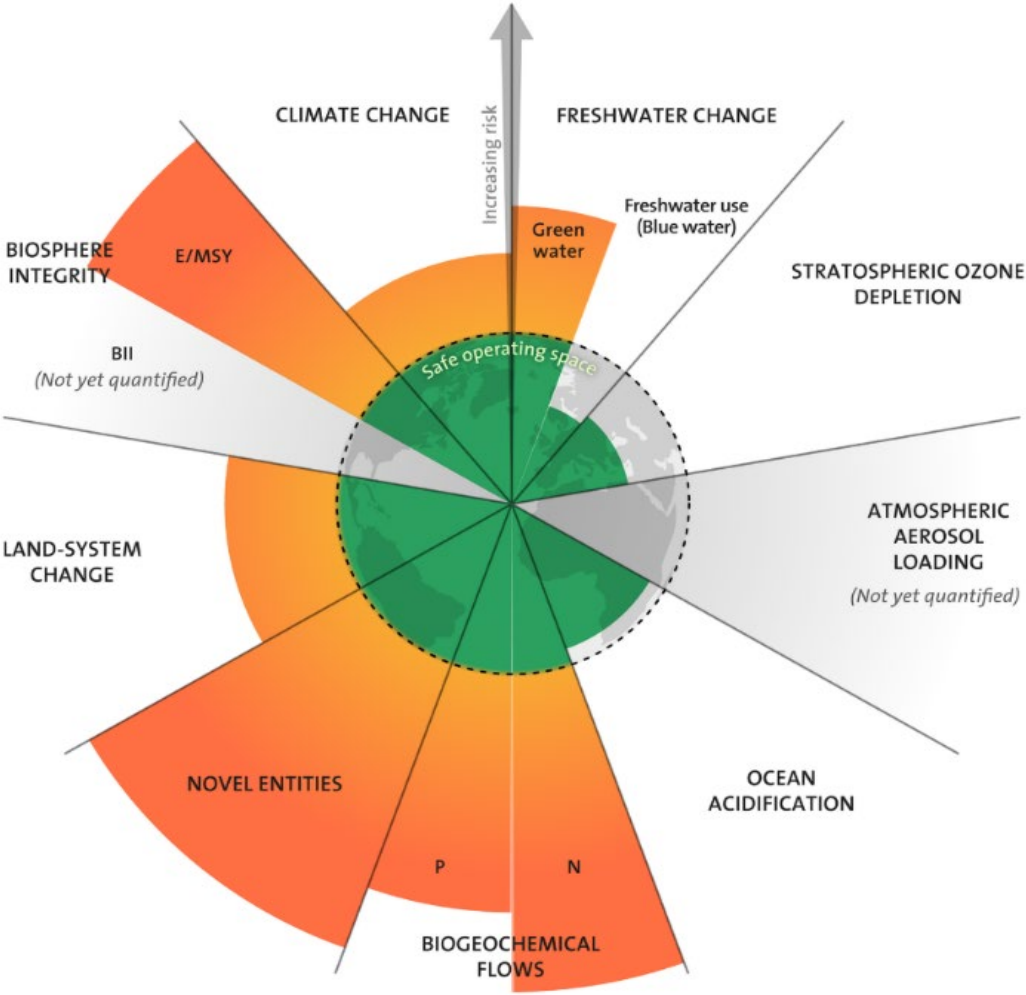 CLIMATE CHANGE
Increasing risk
FRESHWATER CHANGE
Green
water
Freshwater use
(Blue water)
BIOSPHERE
INTEGRITY
E/MSY
STRATOSPHERIC OZONE
DEPLETION
BII
(Not yet quantified)
Safe operating space
ATMOSPHERIC
AEROSOL
LOADING
(Not yet quantified)
LAND-SYSTEM
CHANGE
NOVEL ENTITIES
OCEAN
ACIDIFICATION
P
N
BIOGEOCHEMICAL
FLOWS